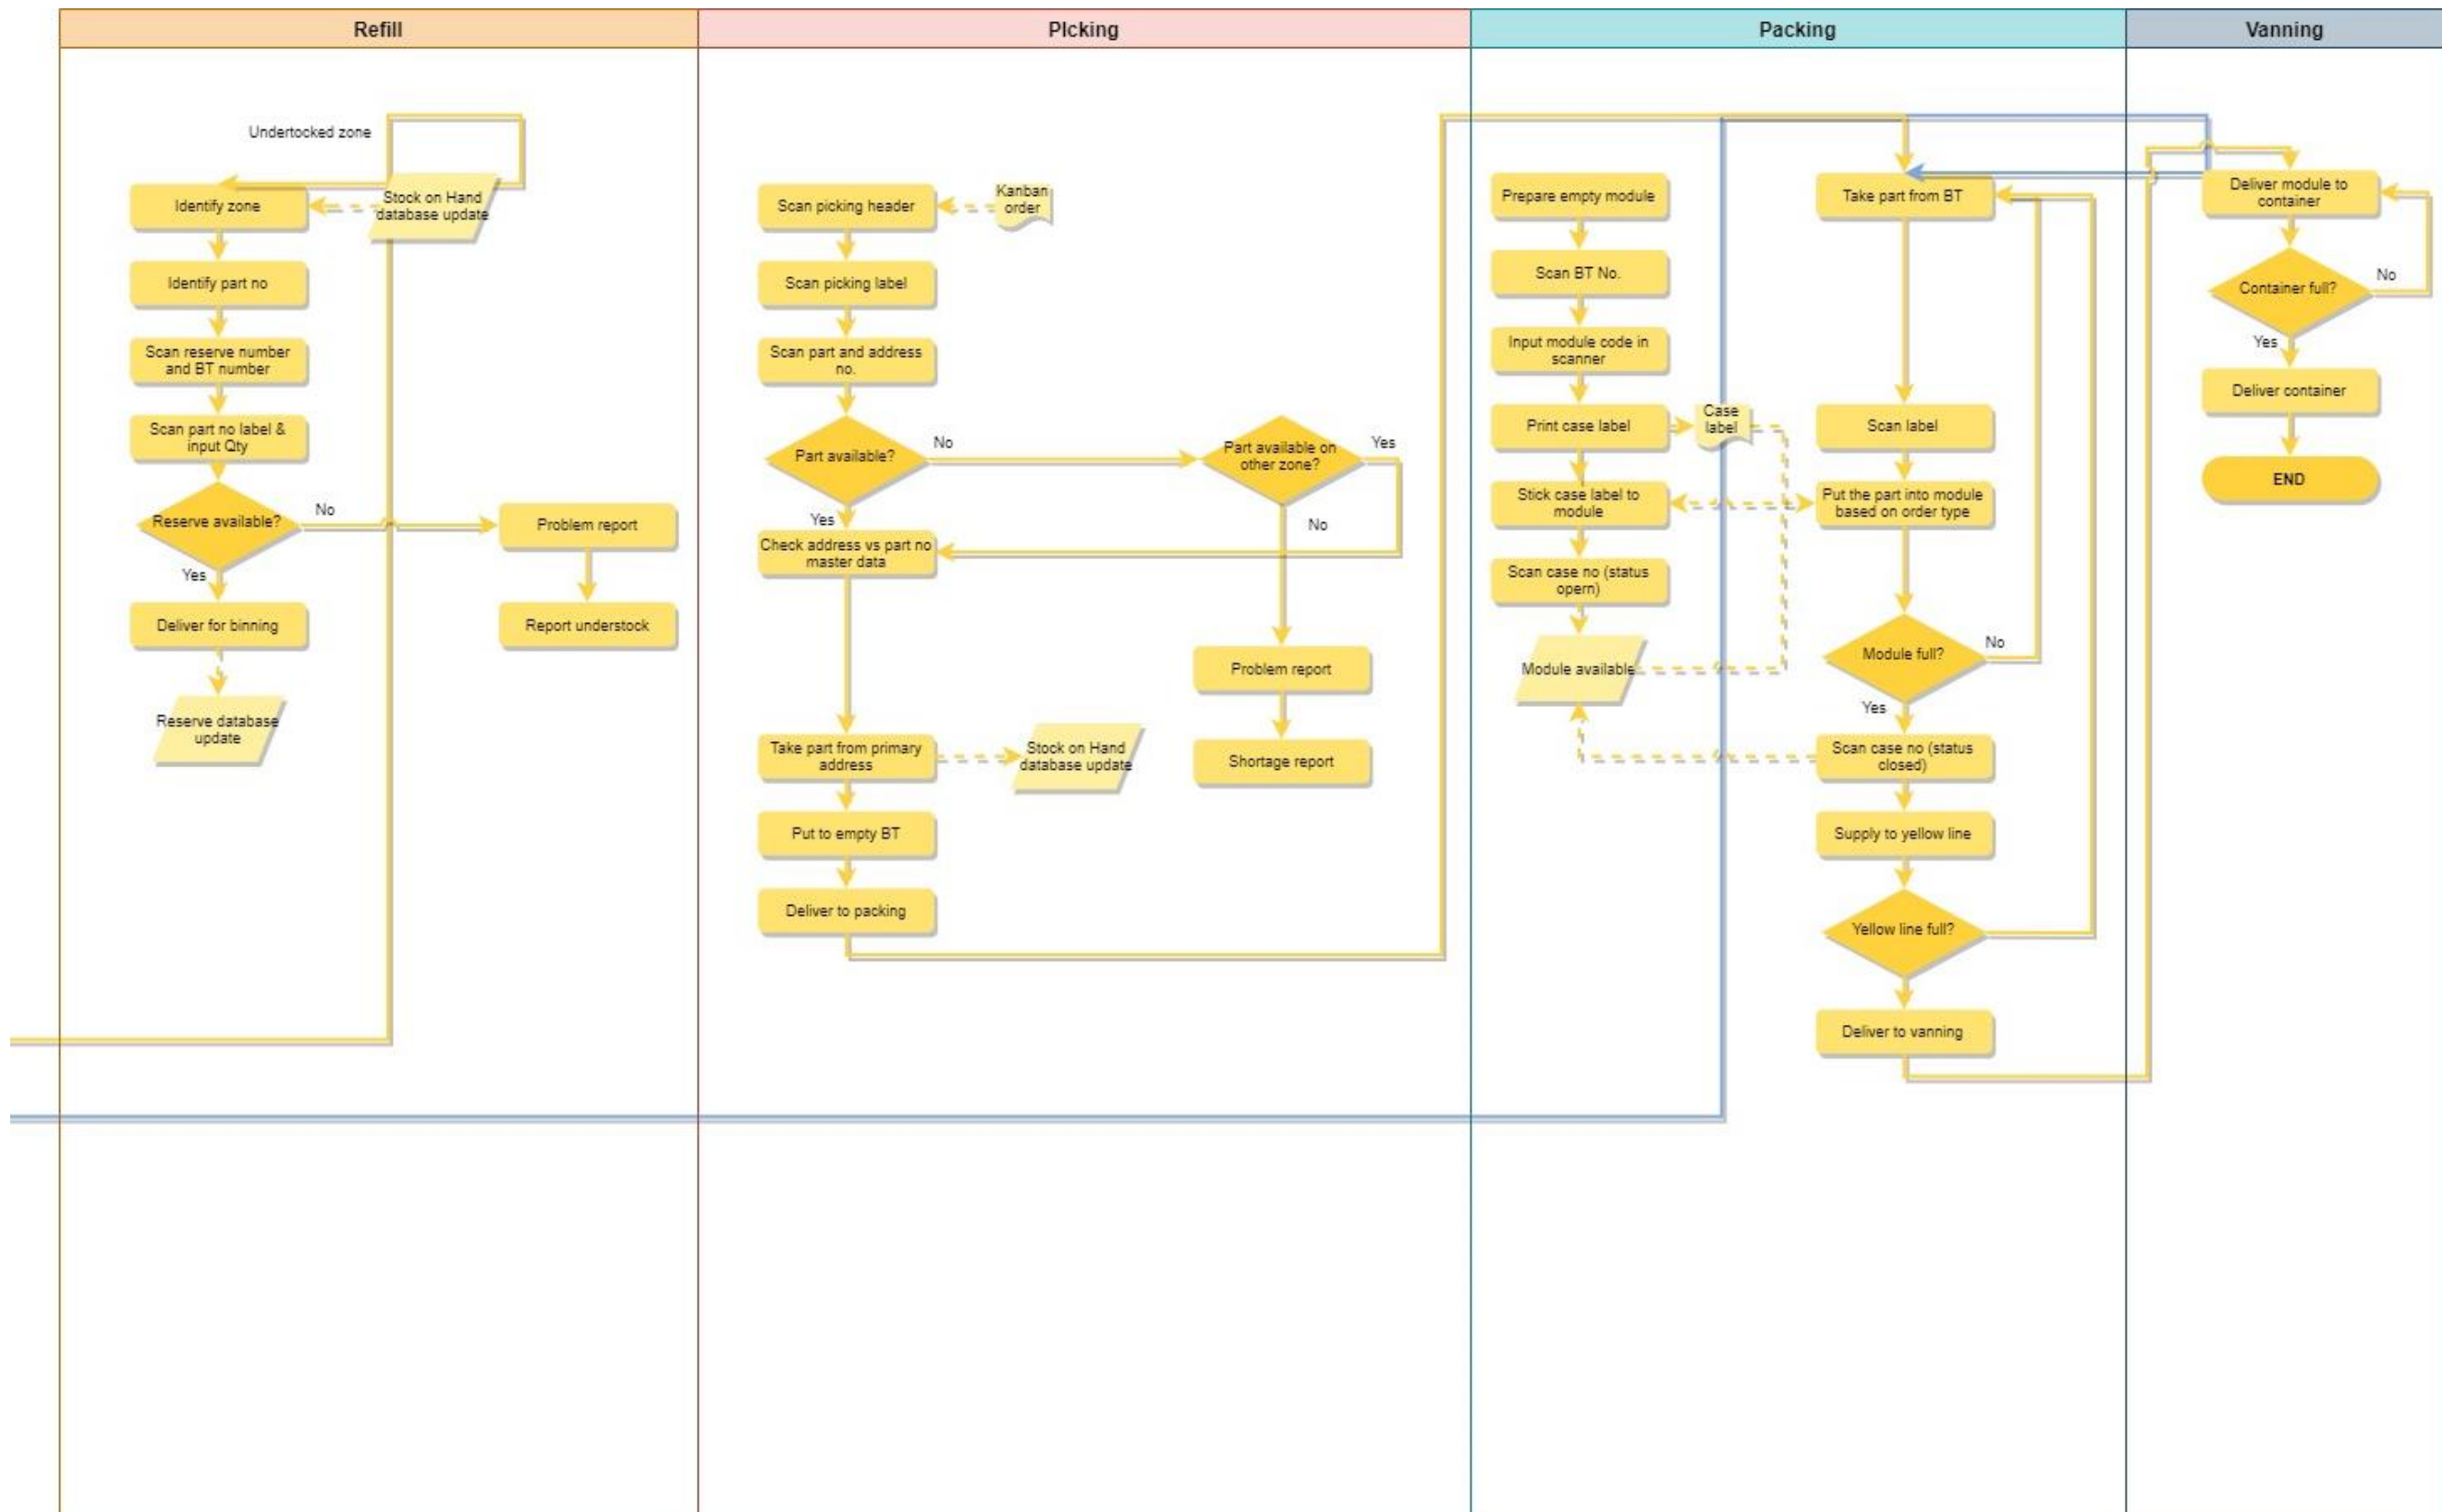 Refill
PIcking
Packing
Vanning
Undertocked zone
Identify zone
Stock on Hand
database update
Identify part no
Scan reserve number
and BT number
Scan part no label &
input Qty
Reserve available?
No
Problem report
Yes
Deliver for binning
Report understock
Reserve database
update
Scan picking header
Kanban
order
Scan picking label
Scan part and address
no.
Part available?
No
Part available on
other zone?
Yes
Yes
No
Check address vs part no
master data
Problem report
Take part from primary
address
Stock on Hand
database update
Shortage report
Put to empty BT
Deliver to packing
Prepare empty module
Scan BT No.
Input module code in
scanner
Print case label
Case
label
Stick case label to
module
Scan case no (status
opern)
Module available
Take part from BT
Scan label
Put the part into module
based on order type
Module full?
No
Yes
Scan case no (status
closed)
Supply to yellow line
Yellow line full?
Deliver to vanning
Deliver module to
container
Container full?
No
Yes
Deliver container
END